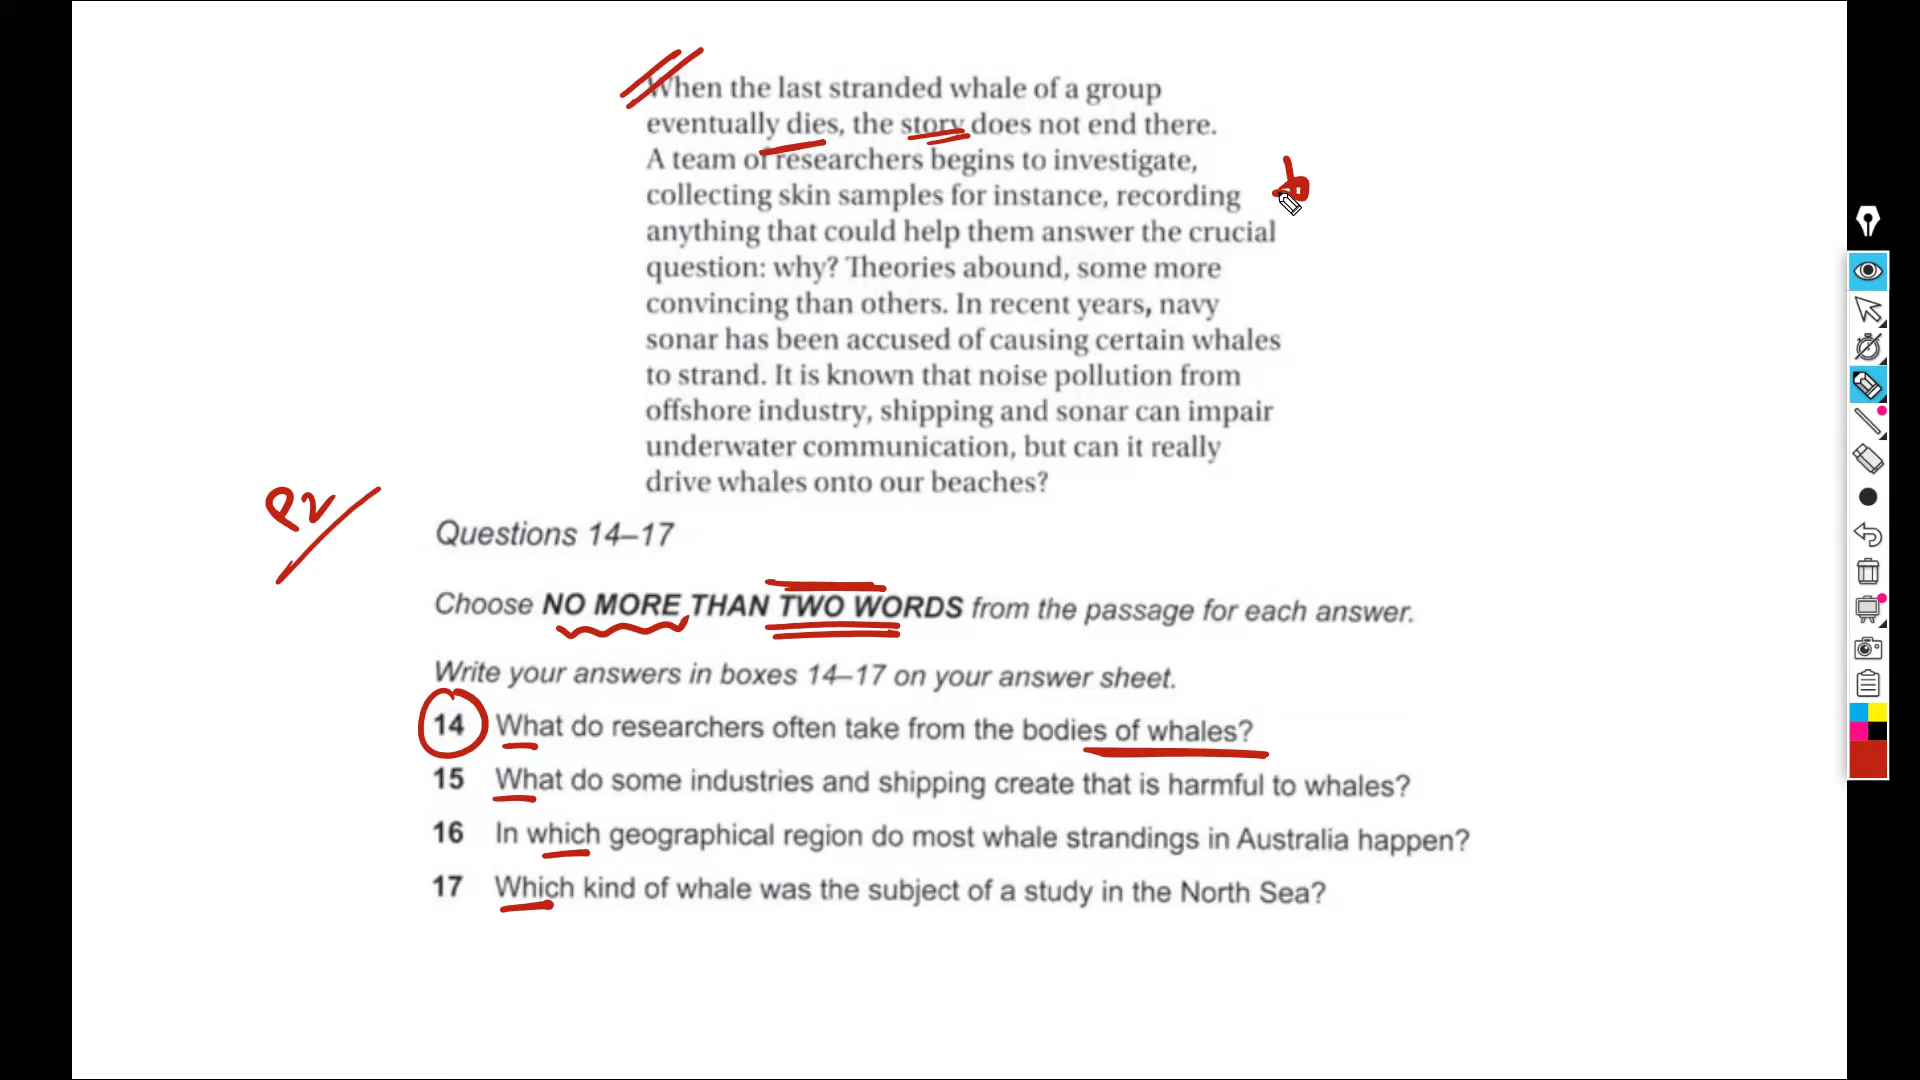 When the last stranded whale of a group
eventually dies, the story does not end there.
A team of researchers begins to investigate,
collecting skin samples for instance, recording
anything that could help them answer the crucial
question: why? Theories abound, some more
convincing than others. In recent years, navy
sonar has been accused of causing certain whales
to strand. It is known that noise pollution from
offshore industry, shipping and sonar can impair
underwater communication, but can it really
drive whales onto our beaches?
P2
Questions 14–17
Choose NO MORE THAN TWO WORDS from the passage for each answer.
Write your answers in boxes 14–17 on your answer sheet.
14 What do researchers often take from the bodies of whales?
15 What do some industries and shipping create that is harmful to whales?
16 In which geographical region do most whale strandings in Australia happen?
17 Which kind of whale was the subject of a study in the North Sea?